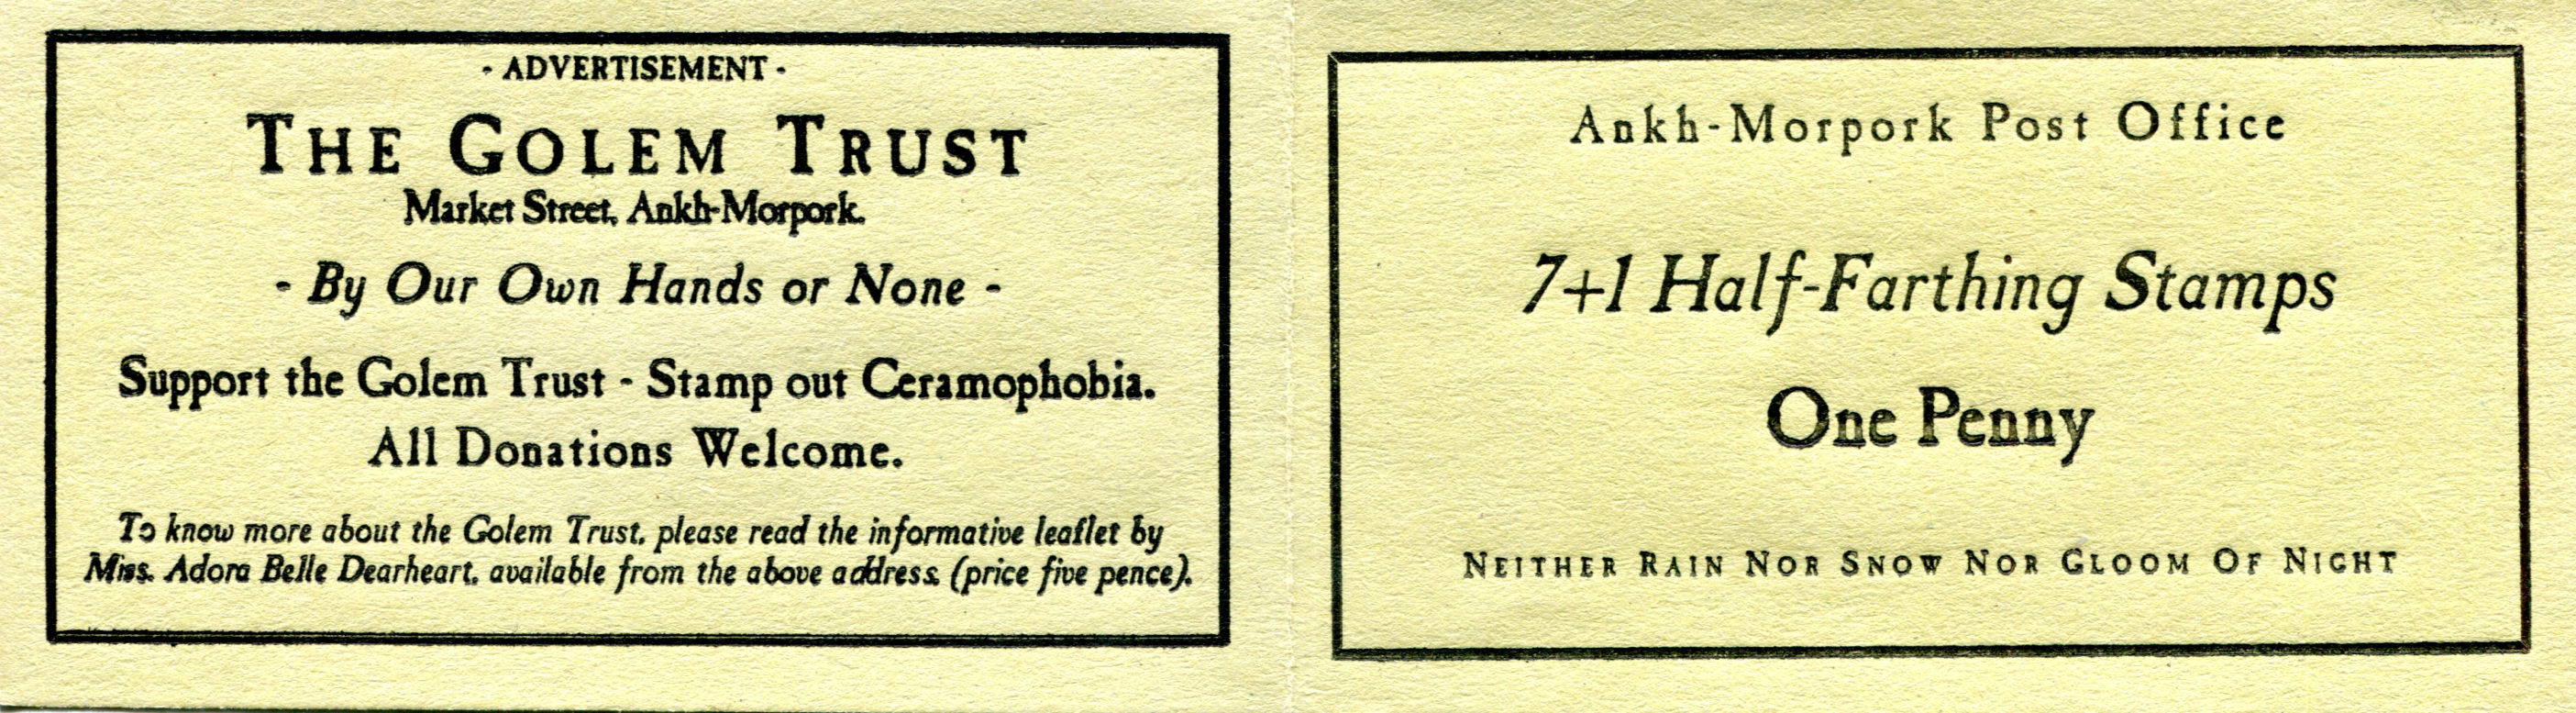 - ADVERTISEMENT -
THE GOLEM TRUST
Market Street, Ankh-Morpork.
- By Our Own Hands or None -
Support the Golem Trust - Stamp out Ceramophobia.
All Donations Welcome.
To know more about the Golem Trust, please read the informative leaflet by
Miss. Adora Belle Dearheart, available from the above address (price five pence).
Ankh-Morpork Post Office
7+1 Half-Farthing Stamps
One Penny
NEITHER RAIN NOR SNOW NOR GLOOM OF NIGHT